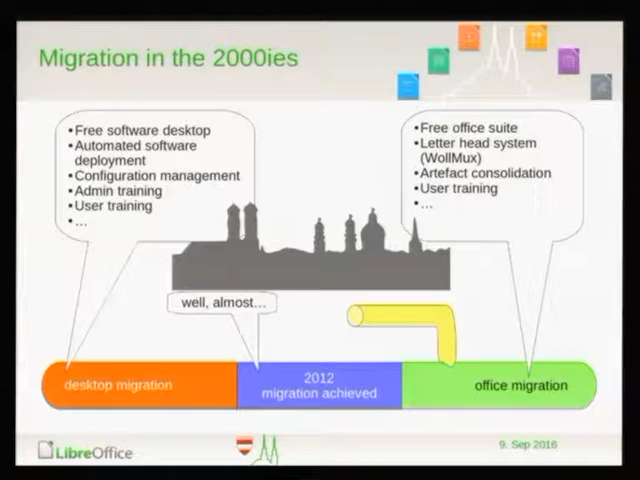 Migration in the 2000ies
•Free software desktop
•Automated software
deployment
•Configuration management
•Admin training
•User training
•...
•Free office suite
•Letter head system
(WollMux)
•Artefact consolidation
•User training
•...
well, almost...
desktop migration
2012
migration achieved
office migration
LibreOffice
9. Sep 2016